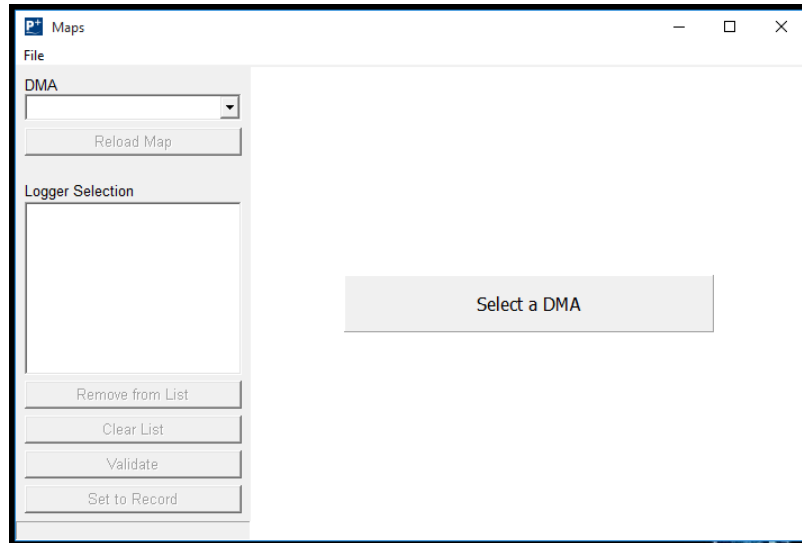 P+ Maps
File
DMA
Reload Map
Logger Selection
Select a DMA
Remove from List
Clear List
Validate
Set to Record